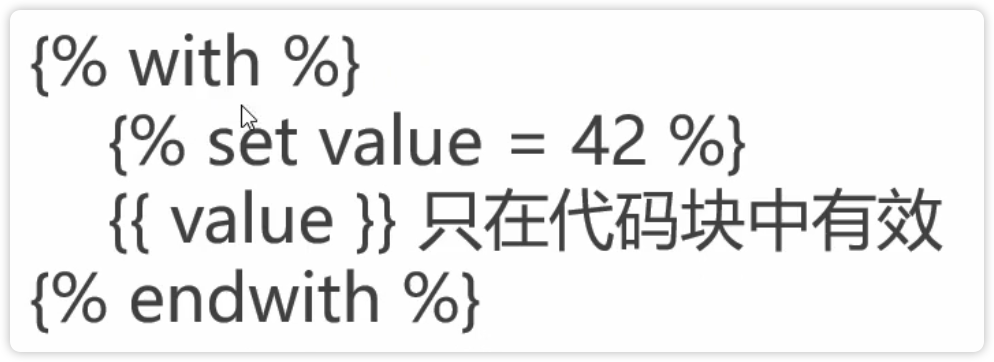 {% with %}
{% set value = 42 %}
{{ value }} 只在代码块中有效
{% endwith %}